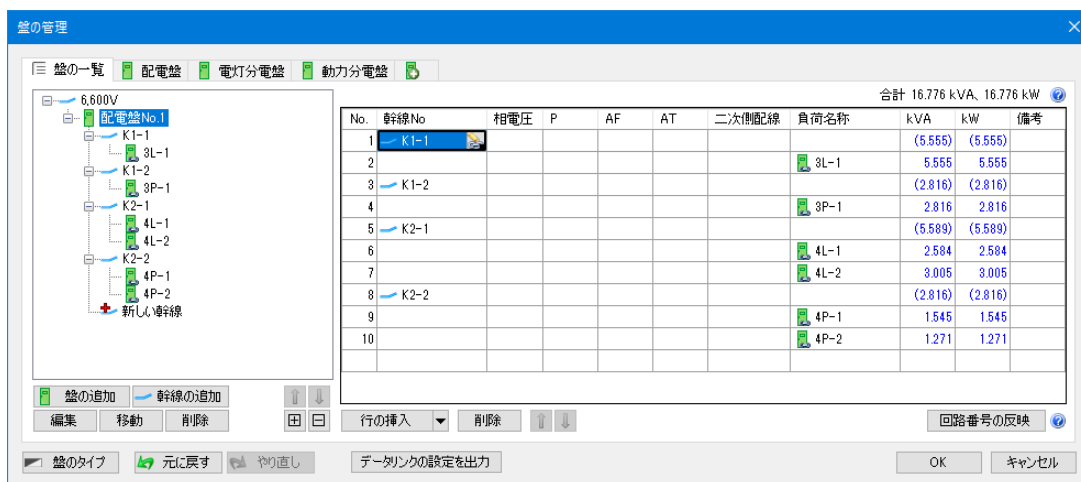 盤の管理
盤の一覧 配電盤 電灯分電盤 動力分電盤
合計 16.776 kVA、16.776 kW
6,600V
配電盤No.1
K1-1
3L-1
K1-2
3P-1
K2-1
4L-1
4L-2
K2-2
4P-1
4P-2
新しい幹線
No. 幹線No 相電圧 P AF AT 二次側配線 負荷名称 kVA kW 備考
1 K1-1 (5.555) (5.555)
2 3L-1 5.555 5.555
3 K1-2 (2.816) (2.816)
4 3P-1 2.816 2.816
5 K2-1 (5.589) (5.589)
6 4L-1 2.584 2.584
7 4L-2 3.005 3.005
8 K2-2 (2.816) (2.816)
9 4P-1 1.545 1.545
10 4P-2 1.271 1.271
盤の追加 幹線の追加
編集 移動 削除 行の挿入 削除 回路番号の反映
盤のタイプ 元に戻す やり直し データリンクの設定を出力 OK キャンセル